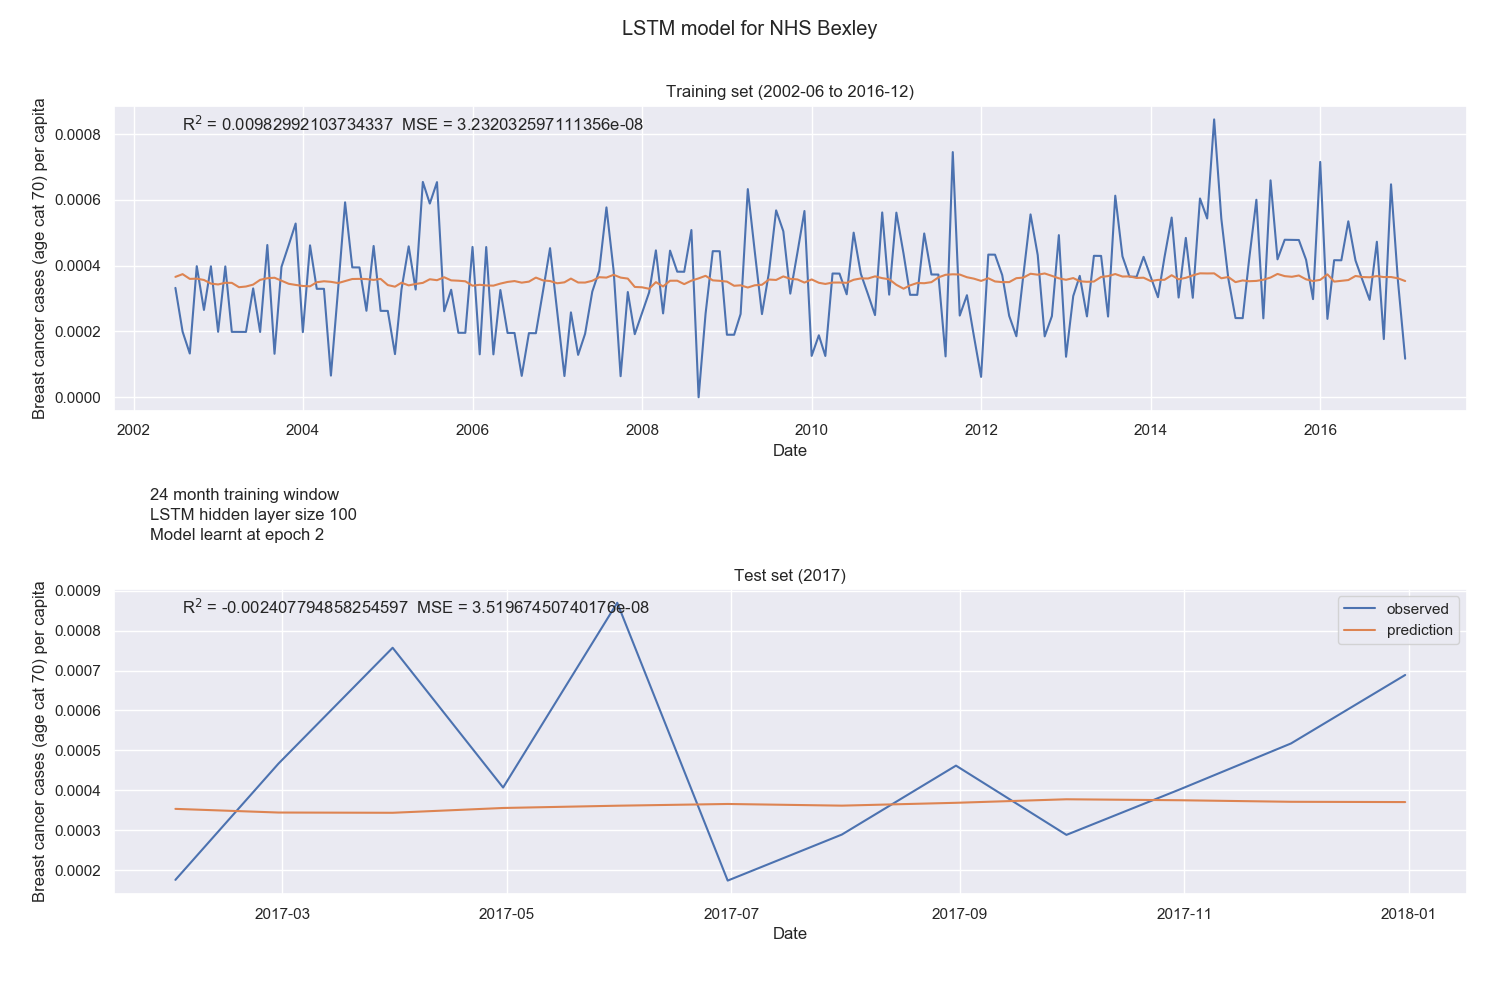 LSTM model for NHS Bexley
Training set (2002-06 to 2016-12)
R² = 0.00982992103734337 MSE = 3.232032597111356e-08
Breast cancer cases (age cat 70) per capita
0.0008
0.0006
0.0004
0.0002
0.0000
2002 2004 2006 2008 2010 2012 2014 2016
Date
24 month training window
LSTM hidden layer size 100
Model learnt at epoch 2
Test set (2017)
R² = -0.002407794858254597 MSE = 3.51967450740176e-08
observed
prediction
Breast cancer cases (age cat 70) per capita
0.0009
0.0008
0.0007
0.0006
0.0005
0.0004
0.0003
0.0002
2017-03 2017-05 2017-07 2017-09 2017-11 2018-01
Date